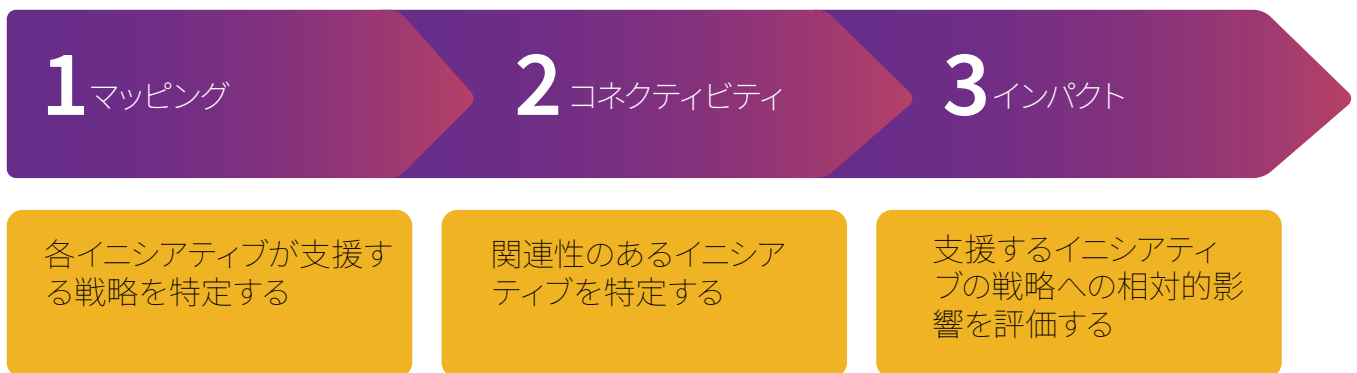 1 マッピング
2 コネクティビティ
3 インパクト
各イニシアティブが支援す
る戦略を特定する
関連性のあるイニシア
ティブを特定する
支援するイニシアティ
ブの戦略への相対的影
響を評価する